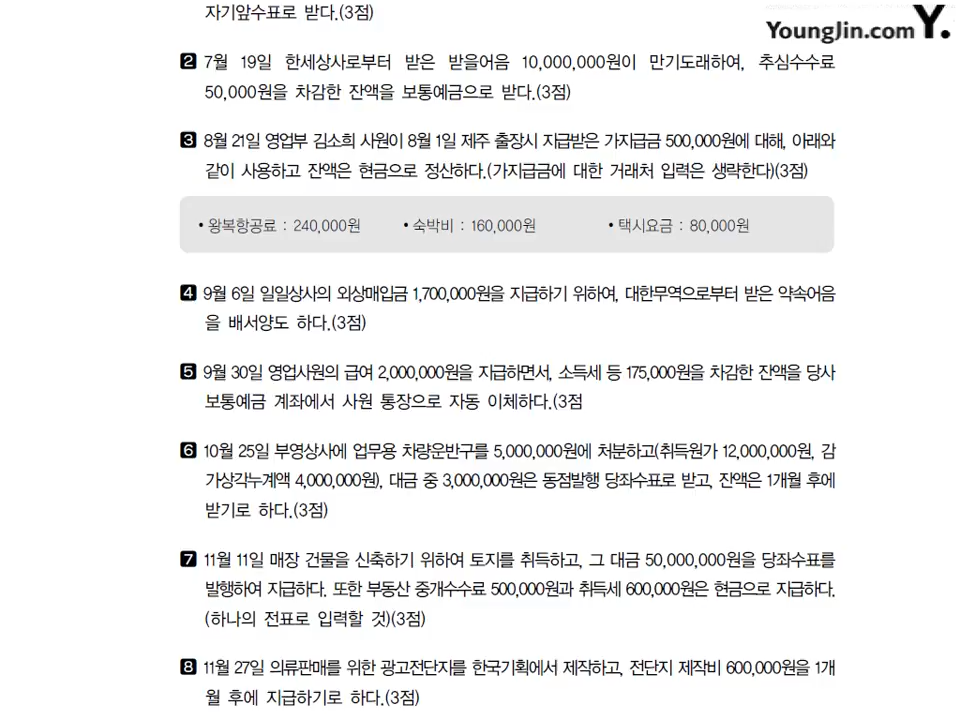 자기앞수표로 받다.(3점)
YoungJin.com Y.
2 7월 19일 한세상사로부터 받은 받을어음 10,000,000원이 만기도래하여, 추심수수료
50,000원을 차감한 잔액을 보통예금으로 받다.(3점)
3 8월 21일 영업부 김소희 사원이 8월 1일 제주 출장시 지급받은 가지급금 500,000원에 대해, 아래와
같이 사용하고 잔액은 현금으로 정산하다.(가지급금에 대한 거래처 입력은 생략한다)(3점)
• 왕복항공료 : 240,000원 • 숙박비 : 160,000원 • 택시요금 : 80,000원
4 9월 6일 일일상사의 외상매입금 1,700,000원을 지급하기 위하여, 대한무역으로부터 받은 약속어음
을 배서양도 하다.(3점)
5 9월 30일 영업사원의 급여 2,000,000원을 지급하면서, 소득세 등 175,000원을 차감한 잔액을 당사
보통예금 계좌에서 사원 통장으로 자동 이체하다.(3점
6 10월 25일 부영상사에 업무용 차량운반구를 5,000,000원에 처분하고(취득원가 12,000,000원, 감
가상각누계액 4,000,000원), 대금 중 3,000,000원은 동점발행 당좌수표로 받고, 잔액은 1개월 후에
받기로 하다.(3점)
7 11월 11일 매장 건물을 신축하기 위하여 토지를 취득하고, 그 대금 50,000,000원을 당좌수표를
발행하여 지급하다. 또한 부동산 중개수수료 500,000원과 취득세 600,000원은 현금으로 지급하다.
(하나의 전표로 입력할 것)(3점)
8 11월 27일 의류판매를 위한 광고전단지를 한국기획에서 제작하고, 전단지 제작비 600,000원을 1개
월 후에 지급하기로 하다.(3점)